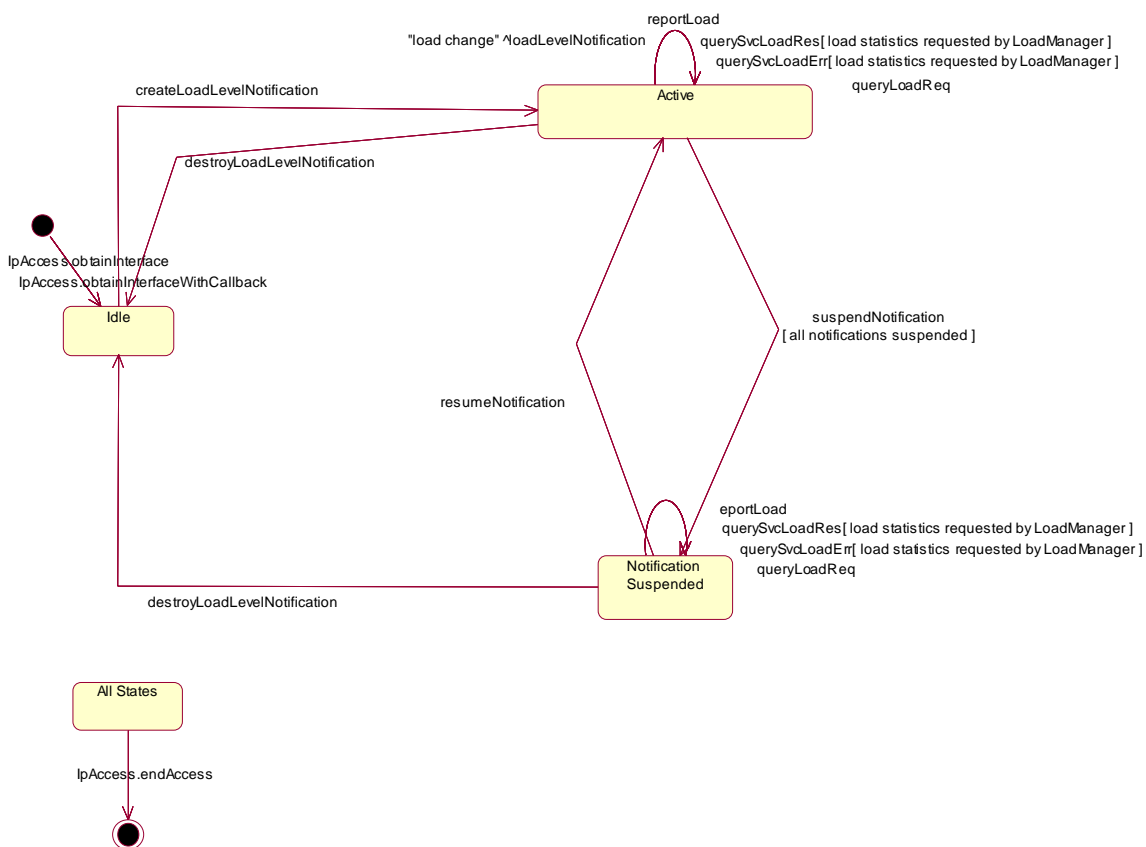 reportLoad
"load change" ^loadLevelNotification
querySvcLoadRes[ load statistics requested by LoadManager ]
querySvcLoadErr[ load statistics requested by LoadManager ]
queryLoadReq
Active
createLoadLevelNotification
destroyLoadLevelNotification
IpAccess.obtainInterface
IpAccess.obtainInterfaceWithCallback
Idle
suspendNotification
[ all notifications suspended ]
resumeNotification
eportLoad
querySvcLoadRes[ load statistics requested by LoadManager ]
querySvcLoadErr[ load statistics requested by LoadManager ]
queryLoadReq
Notification
Suspended
destroyLoadLevelNotification
All States
IpAccess.endAccess